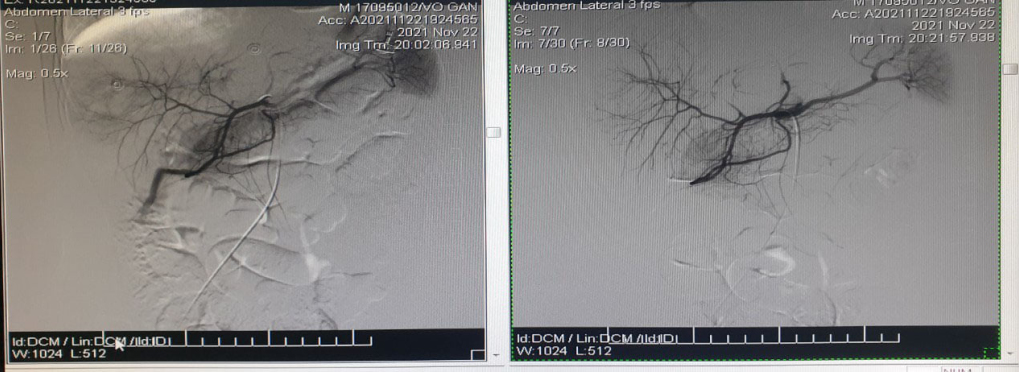 Abdomen Lateral 3 fps
C:
Se: 1/7
Im: 1/26 (Fr: 11/26)
Mag: 0.5x
M 17095012/VO GAN
Acc: A202111221924565
2021 Nov 22
Img Tm: 20:02:06.941
Id:DCM / Lin:DCM /Id:ID
W:1024 L:512
Abdomen Lateral 3 fps
C:
Se: 7/7
Im: 7/30 (Fr: 8/30)
Mag: 0.5x
Acc: A202111221924565
2021 Nov 22
Img Tm: 20:21:57.938
Id:DCM / Lin:DCM /Id:ID
W:1024 L:512